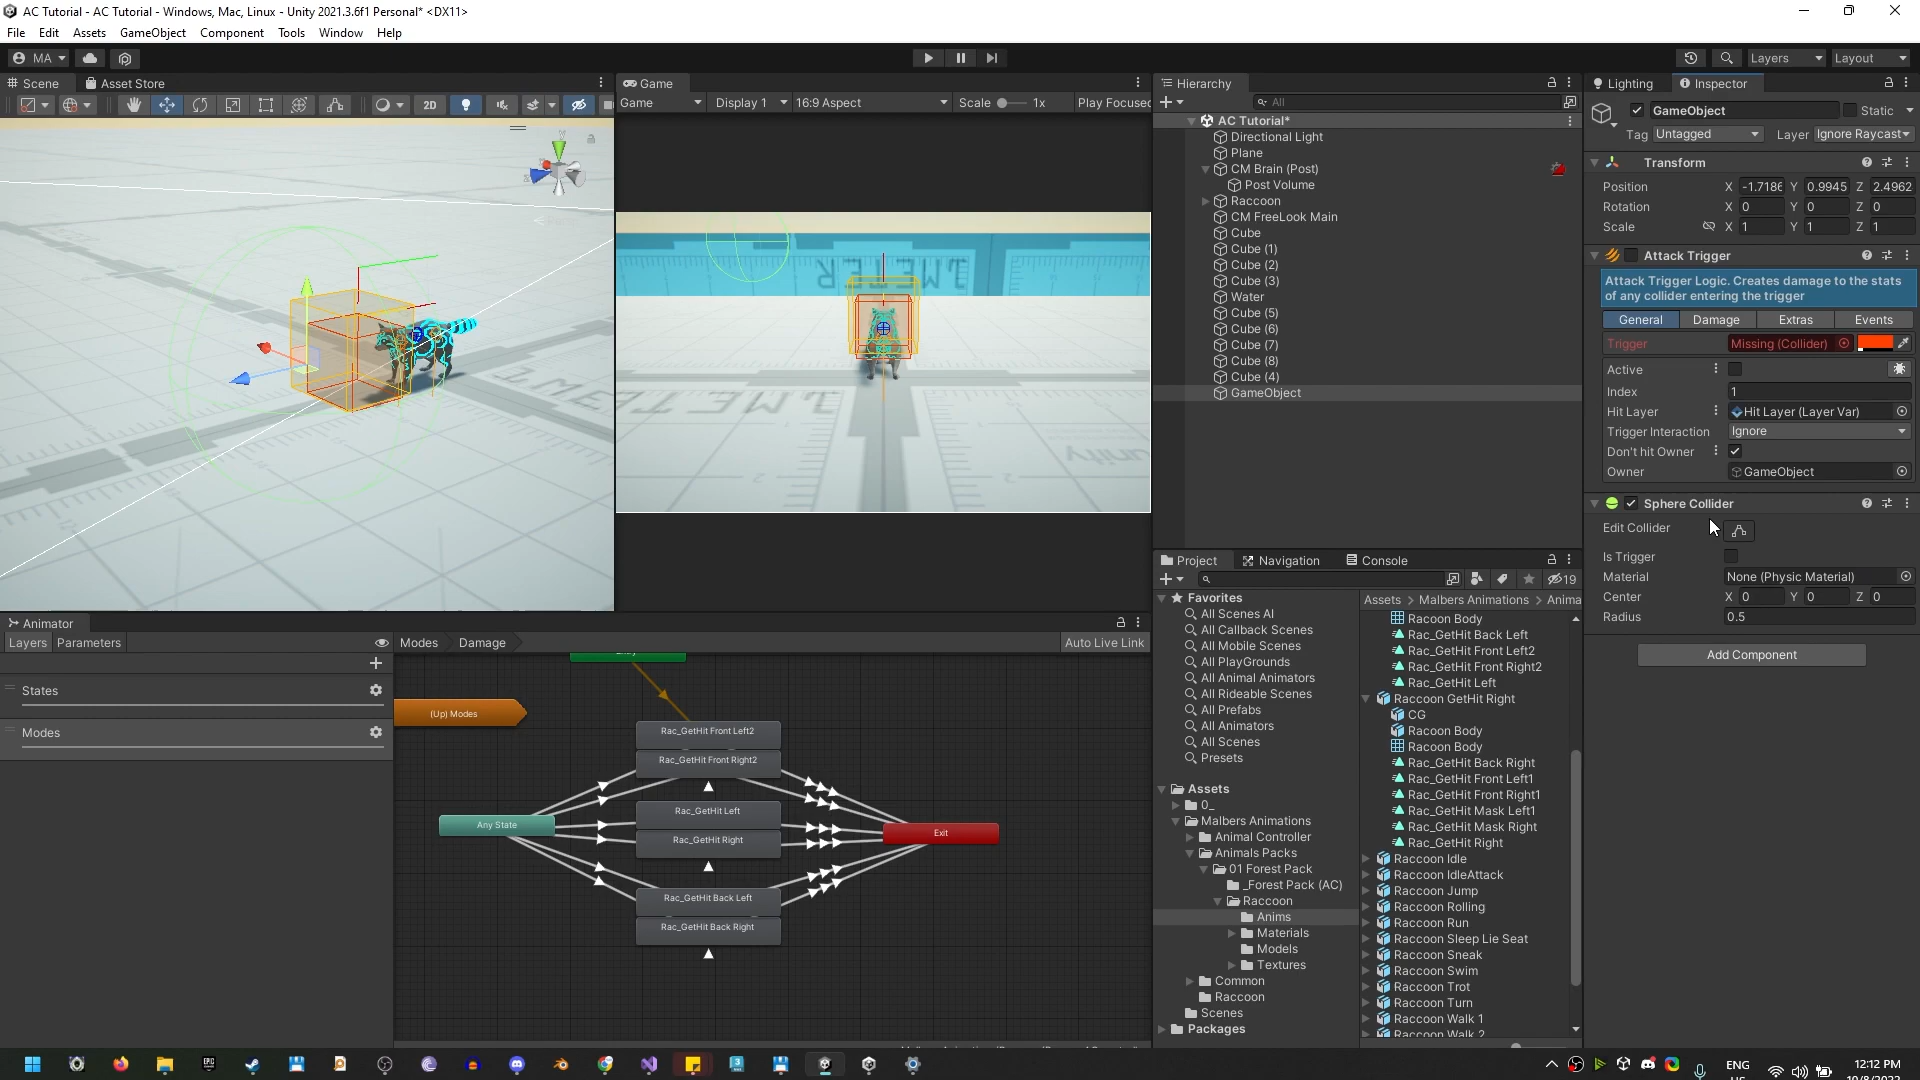 AC Tutorial - AC Tutorial - Windows, Mac, Linux - Unity 2021.3.6f1 Personal* <DX11>
File Edit Assets GameObject Component Tools Window Help
MA Layers Layout
Scene Asset Store
2D
Game
Game Display 1 16:9 Aspect Scale 1x Play Focused
METER
METE
unity
Hierarchy
All
AC Tutorial*
Directional Light
Plane
CM Brain (Post)
Post Volume
Raccoon
CM FreeLook Main
Cube
Cube (1)
Cube (2)
Cube (3)
Water
Cube (5)
Cube (6)
Cube (7)
Cube (8)
Cube (4)
GameObject
Lighting Inspector
GameObject Static
Tag Untagged Layer Ignore Raycast
Transform
Position X -1.7186 Y 0.9945 Z 2.4962
Rotation X 0 Y 0 Z 0
Scale X 1 Y 1 Z 1
Attack Trigger
Attack Trigger Logic. Creates damage to the stats
of any collider entering the trigger
General Damage Extras Events
Trigger Missing (Collider)
Active
Index 1
Hit Layer Hit Layer (Layer Var)
Trigger Interaction Ignore
Don't hit Owner
Owner GameObject
Sphere Collider
Edit Collider
Is Trigger
Material None (Physic Material)
Center X 0 Y 0 Z 0
Radius 0.5
Add Component
Animator
Layers Parameters
Modes Damage Auto Live Link
States
Modes
(Up) Modes
Rac_GetHit Front Left2
Rac_GetHit Front Right2
Rac_GetHit Left
Rac_GetHit Right
Rac_GetHit Back Left
Rac_GetHit Back Right
Any State
Exit
Project Navigation Console
19
Favorites
All Scenes AI
All Callback Scenes
All Mobile Scenes
All PlayGrounds
All Animal Animators
All Rideable Scenes
All Prefabs
All Animators
All Scenes
Presets
Assets
0_
Malbers Animations
Animal Controller
Animals Packs
01 Forest Pack
_Forest Pack (AC)
Raccoon
Anims
Materials
Models
Textures
Common
Raccoon
Scenes
Packages
Assets > Malbers Animations > Anima
Racoon Body
Rac_GetHit Back Left
Rac_GetHit Front Left2
Rac_GetHit Front Right2
Rac_GetHit Left
Raccoon GetHit Right
CG
Racoon Body
Racoon Body
Rac_GetHit Back Right
Rac_GetHit Front Left1
Rac_GetHit Front Right1
Rac_GetHit Mask Left1
Rac_GetHit Mask Right
Rac_GetHit Right
Raccoon Idle
Raccoon IdleAttack
Raccoon Jump
Raccoon Rolling
Raccoon Run
Raccoon Sleep Lie Seat
Raccoon Sneak
Raccoon Swim
Raccoon Trot
Raccoon Turn
Raccoon Walk 1
Raccoon Walk 2
ENG
US
12:12 PM
10/8/2022